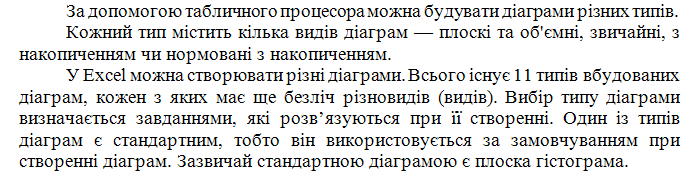 За допомогою табличного процесора можна будувати діаграми різних типів.
Кожний тип містить кілька видів діаграм — плоскі та об'ємні, звичайні, з
накопиченням чи нормовані з накопиченням.
У Excel можна створювати різні діаграми. Всього існує 11 типів вбудованих
діаграм, кожен з яких має ще безліч різновидів (видів). Вибір типу діаграми
визначається завданнями, які розв’язуються при її створенні. Один із типів
діаграм є стандартним, тобто він використовується за замовчуванням при
створенні діаграм. Зазвичай стандартною діаграмою є плоска гістограма.